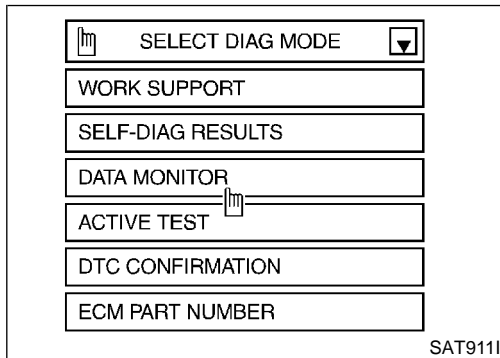 SELECT DIAG MODE
WORK SUPPORT
SELF-DIAG RESULTS
DATA MONITOR
ACTIVE TEST
DTC CONFIRMATION
ECM PART NUMBER
SAT911I